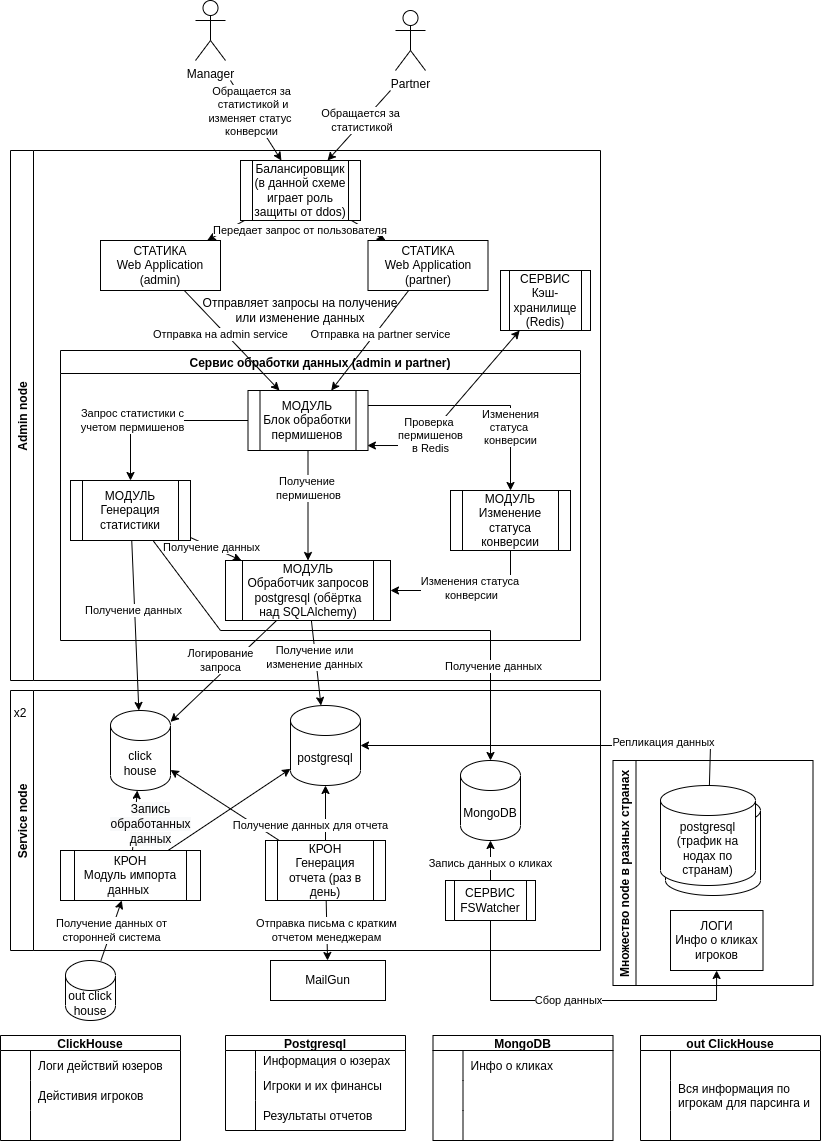 Manager
Partner
Обращается за
статистикой и
изменяет статус
конверсии
Обращается за
статистикой
Балансировщик
(в данной схеме
играет роль
защиты от ddos)
Передает запрос от пользователя
СТАТИКА
Web Application
(admin)
СТАТИКА
Web Application
(partner)
СЕРВИС
Кэш-
хранилище
(Redis)
Отправляет запросы на получение
или изменение данных
Отправка на admin service
Отправка на partner service
Admin node
Сервис обработки данных (admin и partner)
МОДУЛЬ
Блок обработки
пермишенов
Запрос статистики с
учетом пермишенов
Проверка
пермишенов
в Redis
Изменения
статуса
конверсии
Получение
пермишенов
МОДУЛЬ
Генерация
статистики
МОДУЛЬ
Изменение
статуса
конверсии
Получение данных
МОДУЛЬ
Обработчик запросов
postgresql (обёртка
над SQLAlchemy)
Изменения статуса
конверсии
Получение данных
Логирование
запроса
Получение или
изменение данных
Получение данных
x2
Service node
click
house
postgresql
MongoDB
Репликация данных
Множество node в разных странах
postgresql
(трафик на
нодах по
странам)
Запись
обработанных
данных
Получение данных для отчета
КРОН
Модуль импорта
данных
КРОН
Генерация
отчета (раз в
день)
Запись данных о кликах
СЕРВИС
FSWatcher
ЛОГИ
Инфо о кликах
игроков
Получение данных от
сторонней система
Отправка письма с кратким
отчетом менеджерам
out click
house
MailGun
Сбор данных
ClickHouse
Логи действий юзеров
Дейстивия игроков
Postgresql
Информация о юзерах
Игроки и их финансы
Результаты отчетов
MongoDB
Инфо о кликах
out ClickHouse
Вся информация по
игрокам для парсинга и